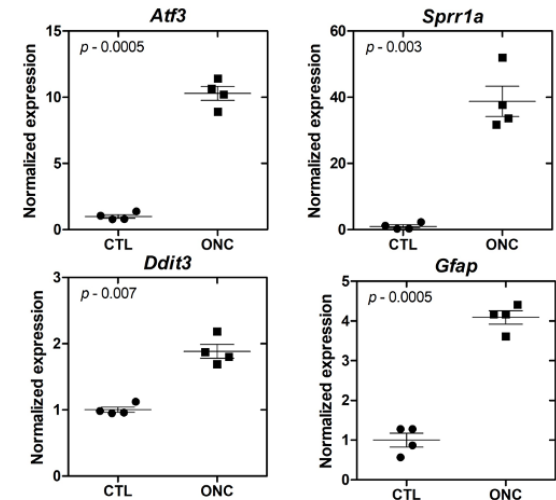 Atf3
Normalized expression
15
10
5
0
p - 0.0005
CTL
ONC
Sprr1a
Normalized expression
60
40
20
0
p - 0.003
CTL
ONC
Ddit3
Normalized expression
3
2
1
0
p - 0.007
CTL
ONC
Gfap
Normalized expression
5
4
3
2
1
0
p - 0.0005
CTL
ONC